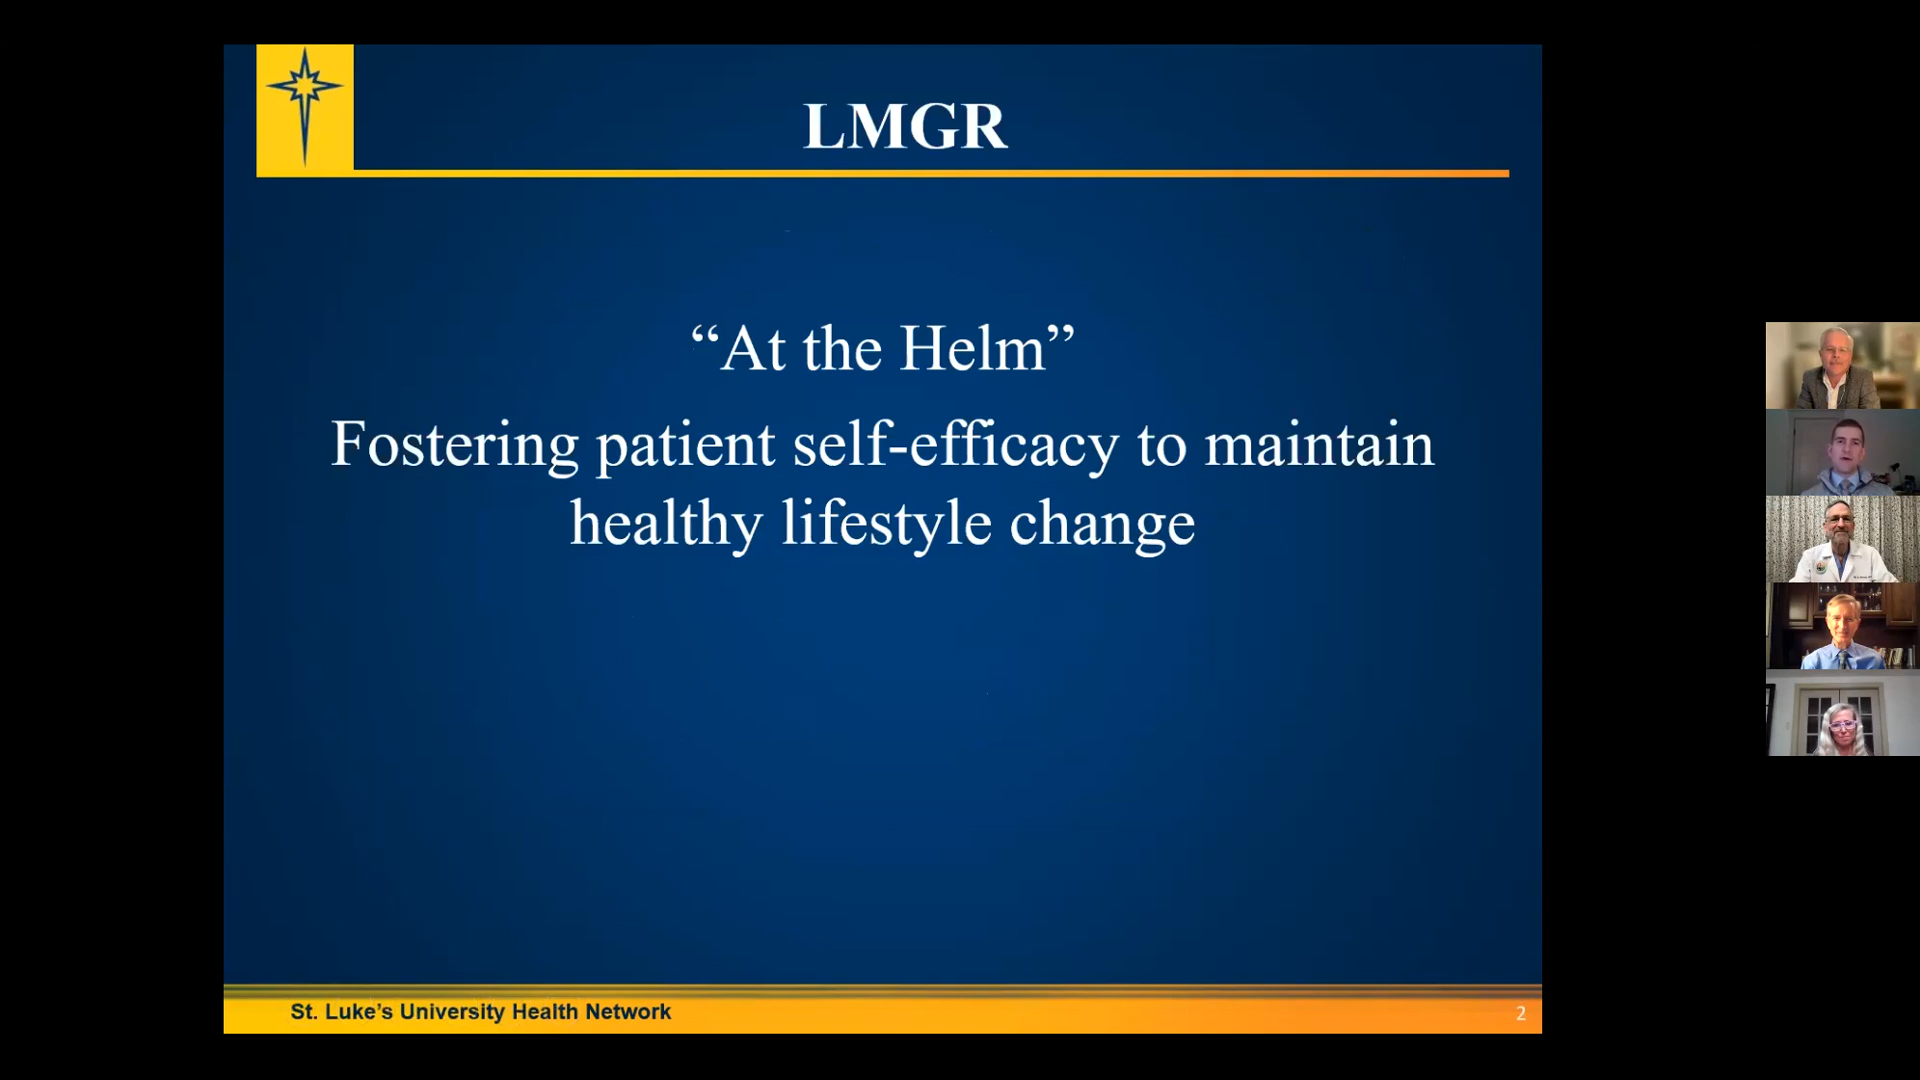 LMGR
“At the Helm”
Fostering patient self-efficacy to maintain
healthy lifestyle change
St. Luke’s University Health Network
2